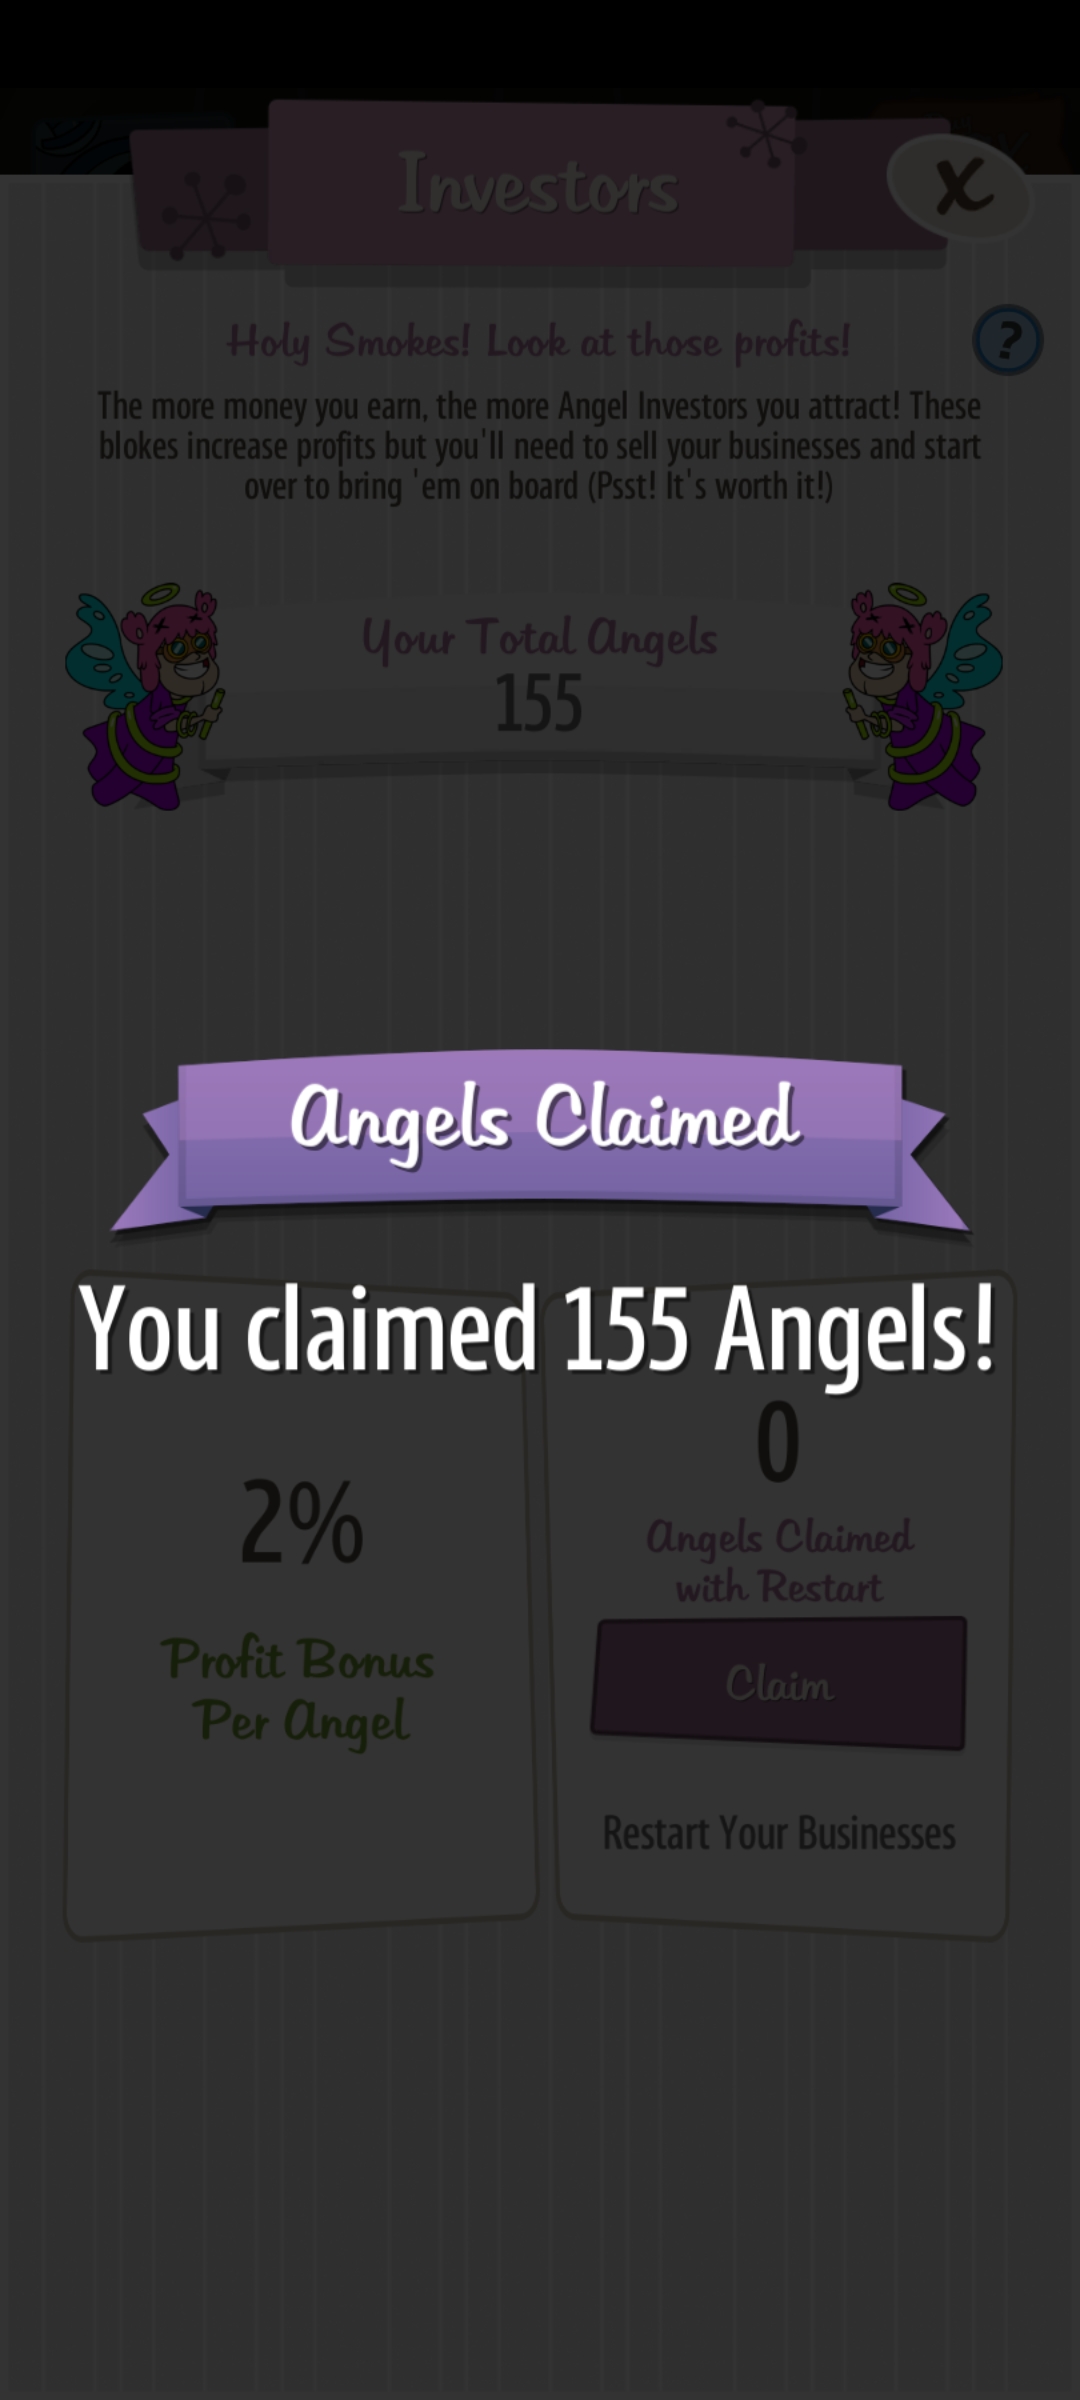 Investors
X
Holy Smokes! Look at those profits!
?
The more money you earn, the more Angel Investors you attract! These
blokes increase profits but you'll need to sell your businesses and start
over to bring 'em on board (Psst! It's worth it!)
Your Total Angels
155
Angels Claimed
You claimed 155 Angels!
2%
Profit Bonus
Per Angel
0
Angels Claimed
with Restart
Claim
Restart Your Businesses